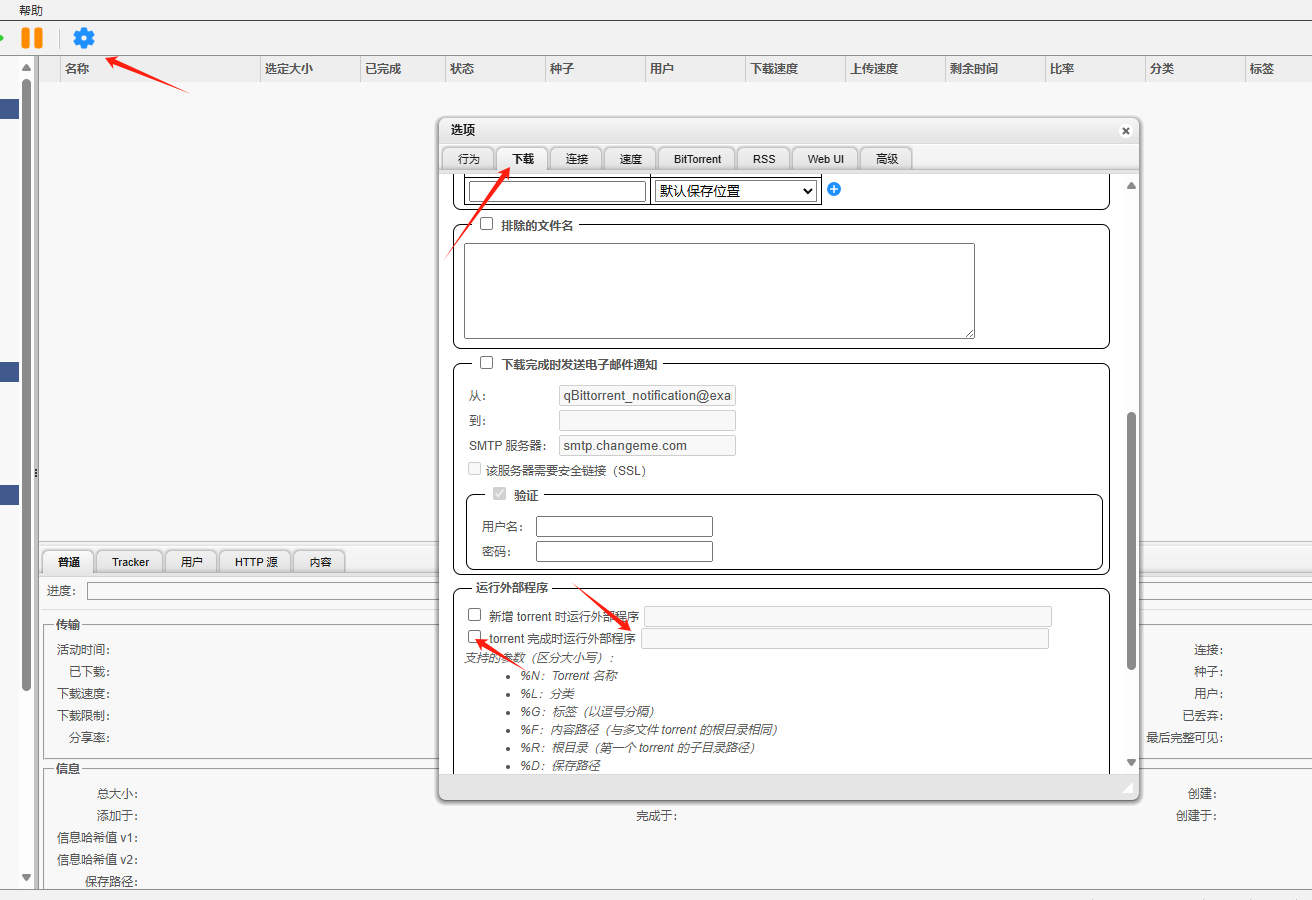 帮助
名称 选定大小 已完成 状态 种子 用户 下载速度 上传速度 剩余时间 比率 分类 标签
选项
行为 下载 连接 速度 BitTorrent RSS Web UI 高级
默认保存位置
排除的文件名
下载完成时发送电子邮件通知
从: qBittorrent_notification@exa
到:
SMTP 服务器: smtp.changeme.com
该服务器需要安全链接（SSL）
验证
用户名:
密码:
运行外部程序
新增 torrent 时运行外部程序
torrent 完成时运行外部程序
支持的参数（区分大小写）:
%N: Torrent 名称
%L: 分类
%G: 标签（以逗号分隔）
%F: 内容路径（与多文件 torrent 的根目录相同）
%R: 根目录（第一个 torrent 的子目录路径）
%D: 保存路径
普通 Tracker 用户 HTTP 源 内容
进度:
传输
活动时间: 连接:
已下载: 种子:
下载速度: 用户:
下载限制: 已丢弃:
分享率: 最后完整可见:
信息
总大小: 创建:
添加于: 完成于: 创建于:
信息哈希值 v1:
信息哈希值 v2:
保存路径: